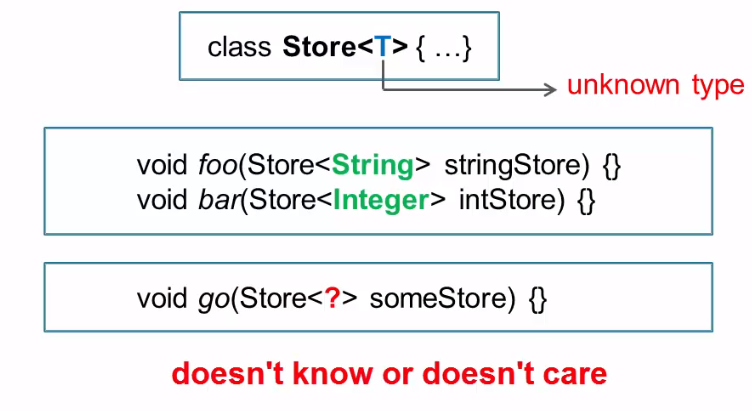 class Store<T> { …}
unknown type
void foo(Store<String> stringStore) {}
void bar(Store<Integer> intStore) {}
void go(Store<?> someStore) {}
doesn't know or doesn't care